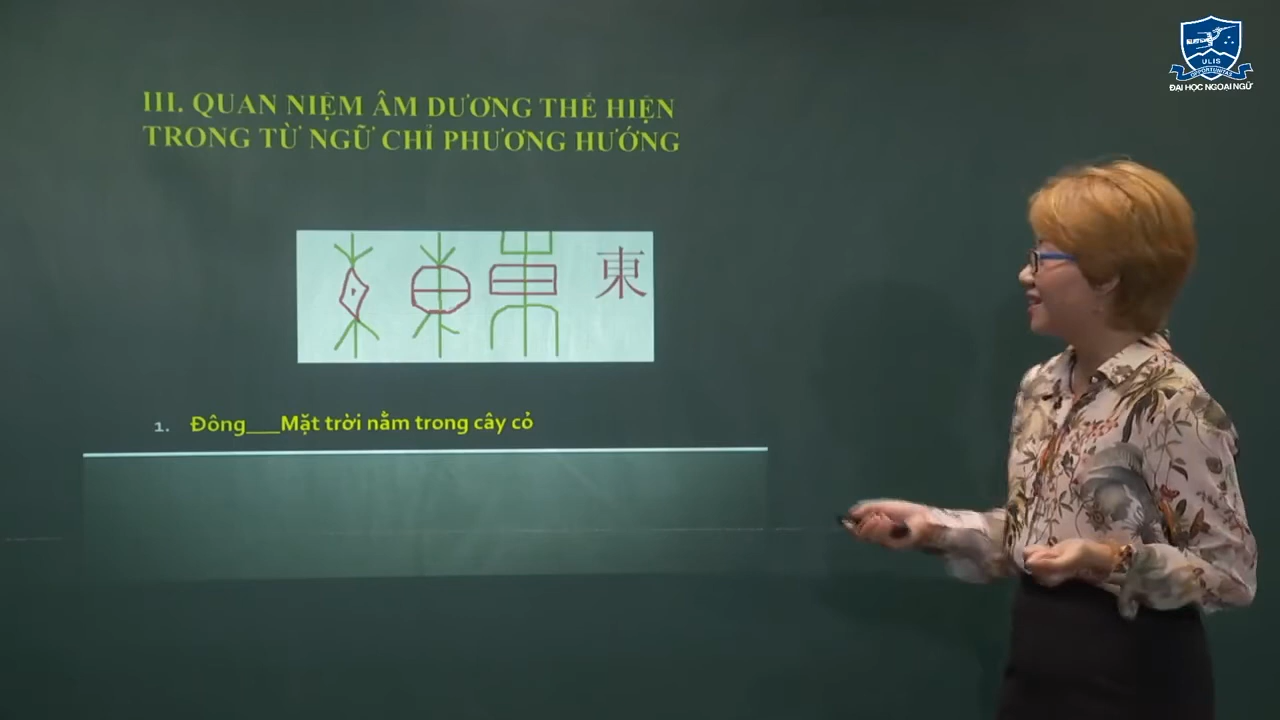 III. QUAN NIỆM ÂM DƯƠNG THỂ HIỆN
TRONG TỪ NGỮ CHỈ PHƯƠNG HƯỚNG
東
1. Đông___Mặt trời nằm trong cây cỏ
ULIS
ĐẠI HỌC NGOẠI NGỮ